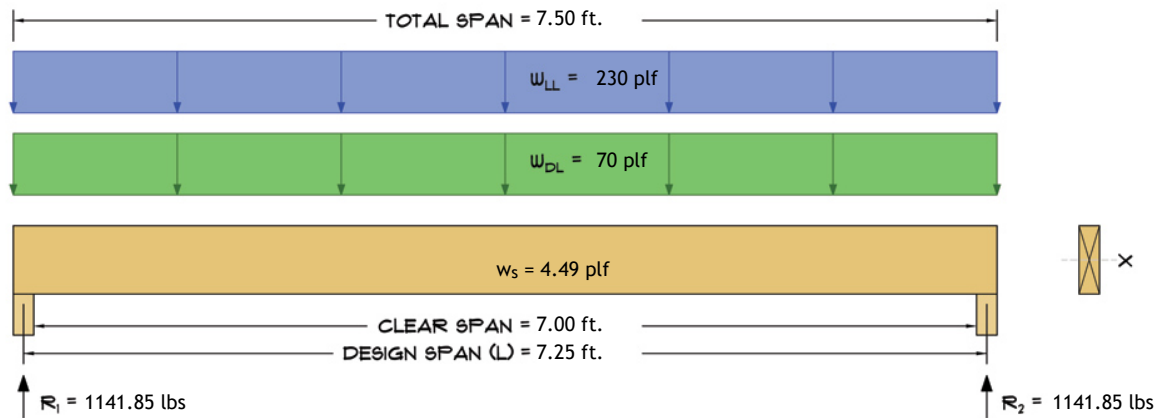 TOTAL SPAN = 7.50 ft.
wLL = 230 plf
wDL = 70 plf
ws = 4.49 plf
X
CLEAR SPAN = 7.00 ft.
DESIGN SPAN (L) = 7.25 ft.
R1 = 1141.85 lbs
R2 = 1141.85 lbs